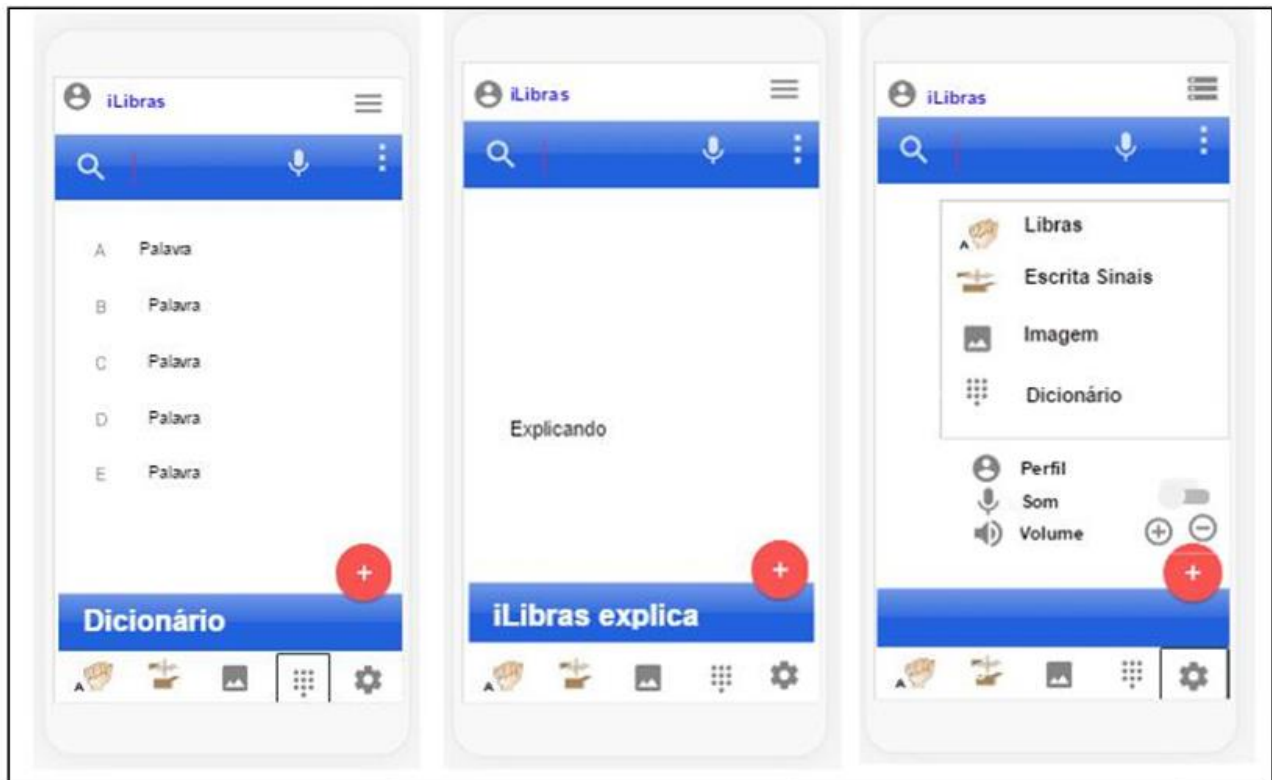 iLibras
A Palavra
B Palavra
C Palavra
D Palavra
E Palavra
+
Dicionário
A
iLibras
Explicando
+
iLibras explica
A
iLibras
A Libras
Escrita Sinais
Imagem
Dicionário
Perfil
Som
Volume + −
+
A